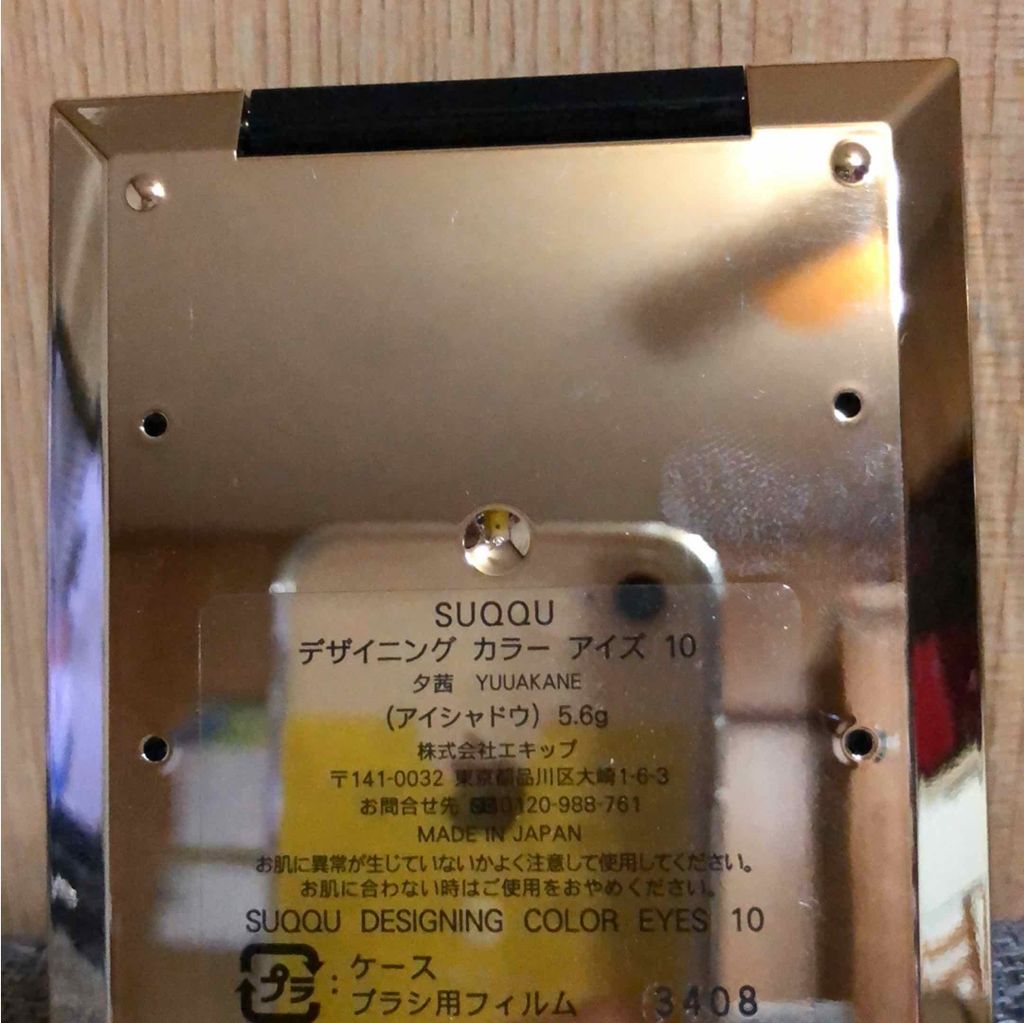 SUQQU
デザイニング カラー アイズ 10
夕茜 YUUAKANE
(アイシャドウ) 5.6g
株式会社エキップ
〒141-0032 東京都品川区大崎1-6-3
お問合せ先 0120-988-761
MADE IN JAPAN
お肌に異常が生じていないかよく注意して使用してください。
お肌に合わない時はご使用をおやめください。
SUQQU DESIGNING COLOR EYES 10
プラ : ケース
ブラシ用フィルム 3408